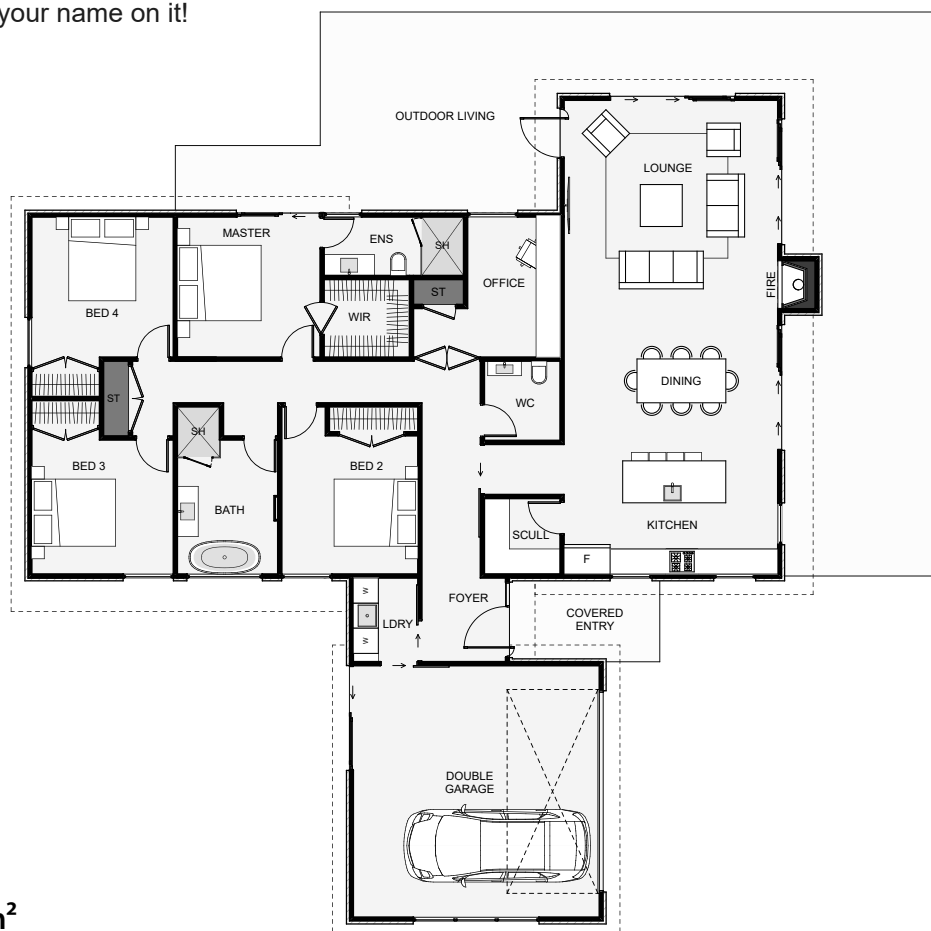 your name on it!
OUTDOOR LIVING
LOUNGE
MASTER
ENS
SH
OFFICE
FIRE
ST
BED 4
WIR
DINING
ST
WC
SH
BED 3
BED 2
BATH
KITCHEN
SCULL
F
W
FOYER
COVERED
ENTRY
LDRY
W
DOUBLE
GARAGE